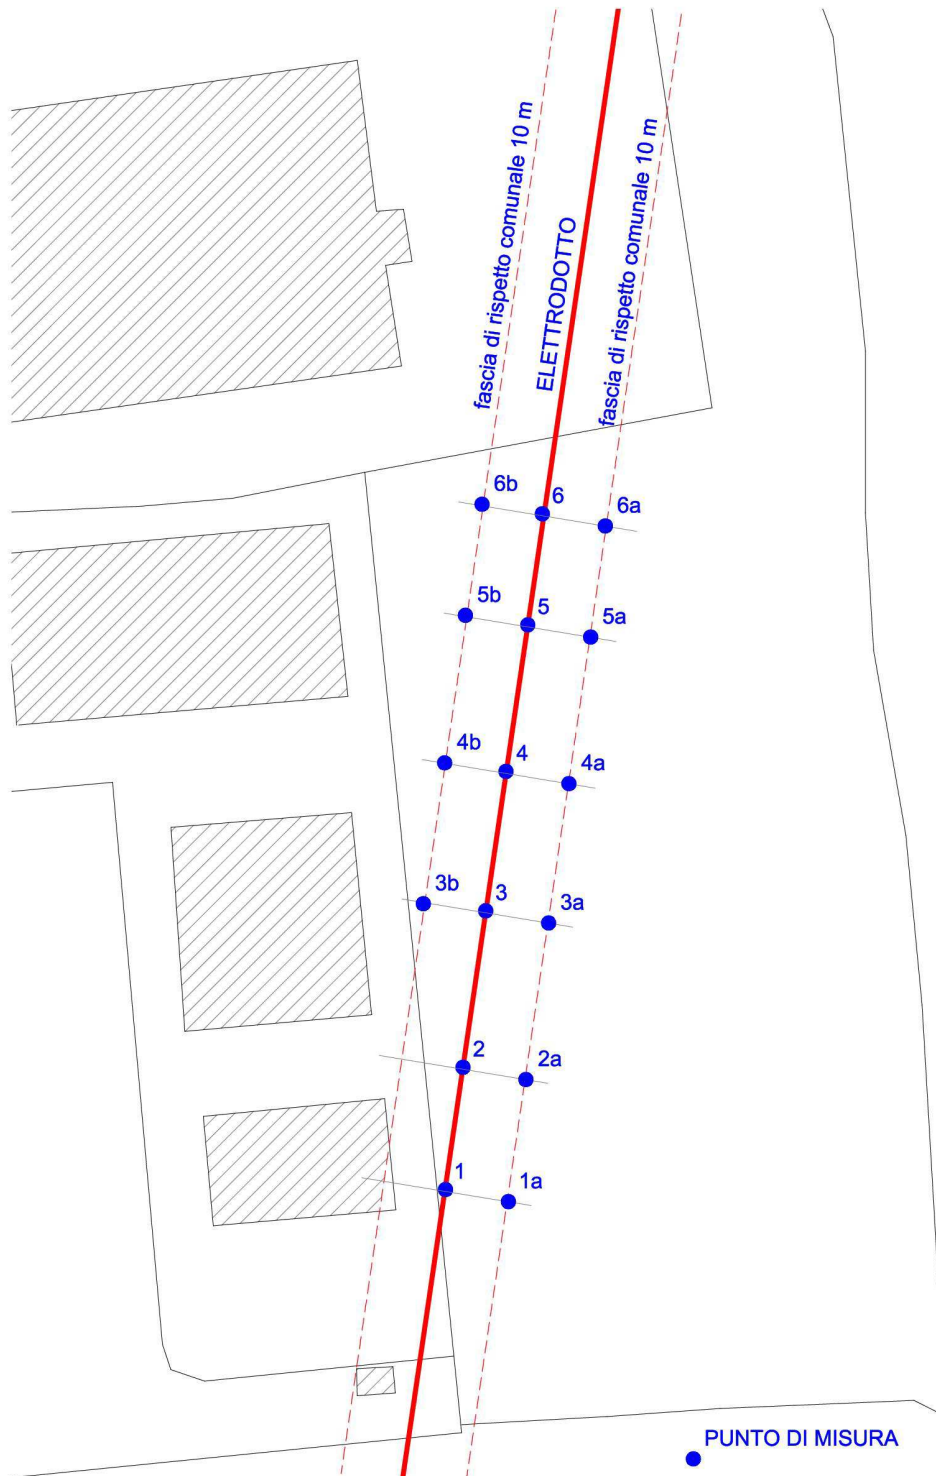 fascia di rispetto comunale 10 m
ELETTRODOTTO
fascia di rispetto comunale 10 m
6b
6
6a
5b
5
5a
4b
4
4a
3b
3
3a
2
2a
1
1a
PUNTO DI MISURA